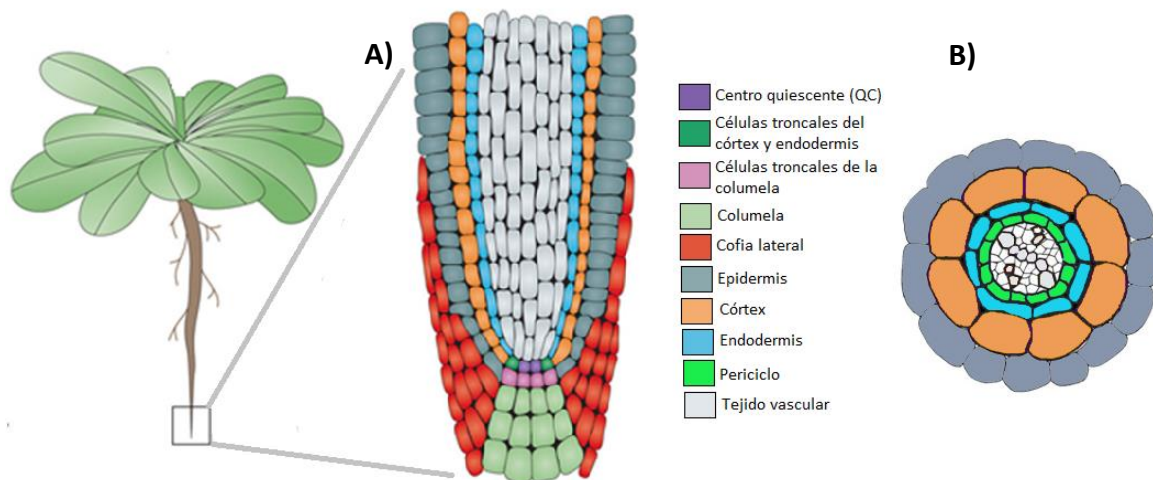 A)
B)
Centro quiescente (QC)
Células troncales del
córtex y endodermis
Células troncales de la
columela
Columela
Cofia lateral
Epidermis
Córtex
Endodermis
Periciclo
Tejido vascular